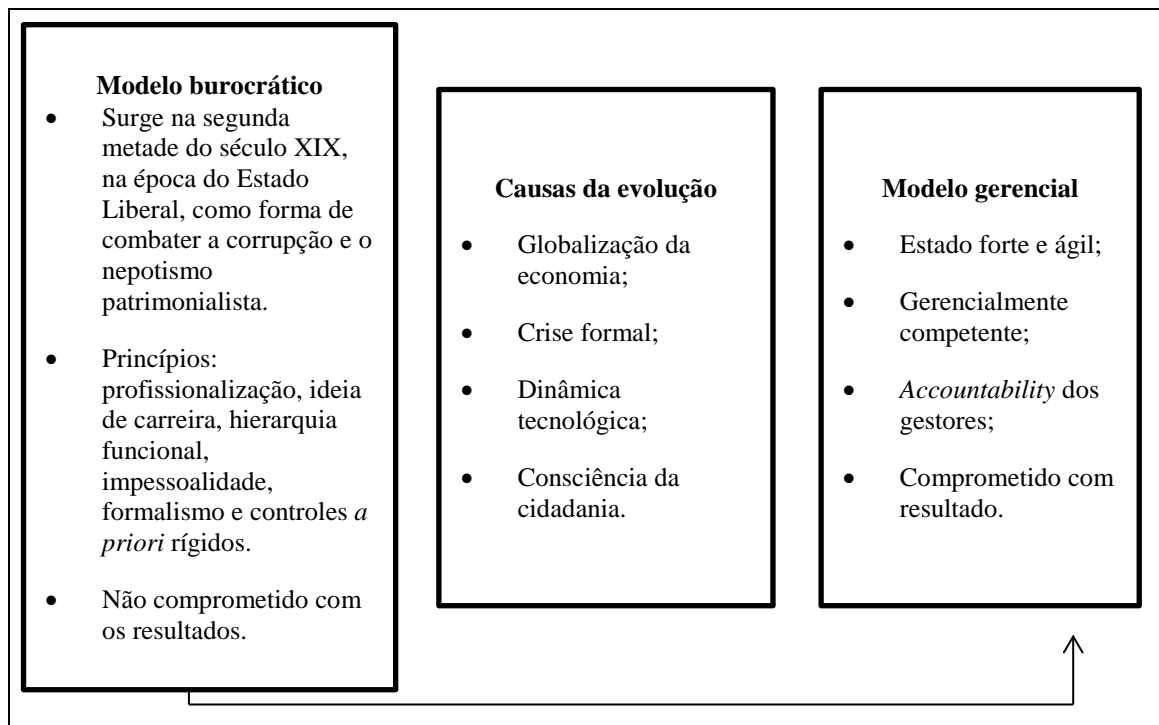 Modelo burocrático
• Surge na segunda
metade do século XIX,
na época do Estado
Liberal, como forma de
combater a corrupção e o
nepotismo
patrimonialista.
• Princípios:
profissionalização, ideia
de carreira, hierarquia
funcional,
impessoalidade,
formalismo e controles a
priori rígidos.
• Não comprometido com
os resultados.
Causas da evolução
• Globalização da
economia;
• Crise formal;
• Dinâmica
tecnológica;
• Consciência da
cidadania.
Modelo gerencial
• Estado forte e ágil;
• Gerencialmente
competente;
• Accountability dos
gestores;
• Comprometido com
resultado.